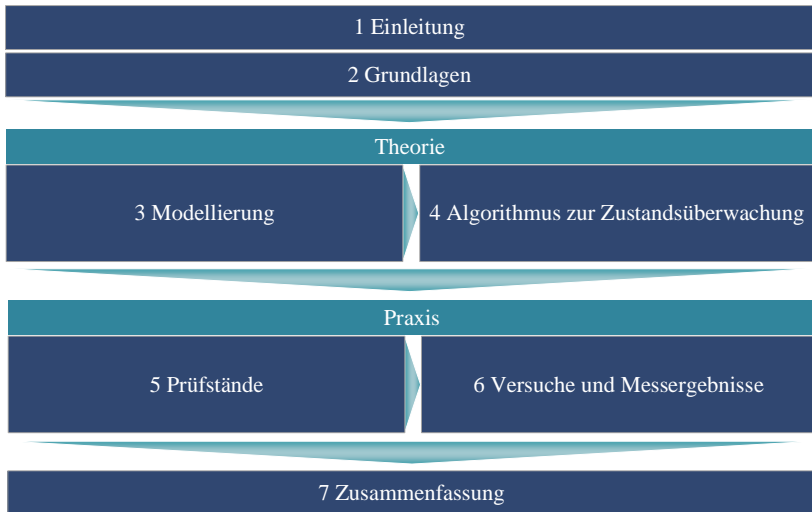 1 Einleitung
2 Grundlagen
Theorie
3 Modellierung
4 Algorithmus zur Zustandsüberwachung
Praxis
5 Prüfstände
6 Versuche und Messergebnisse
7 Zusammenfassung